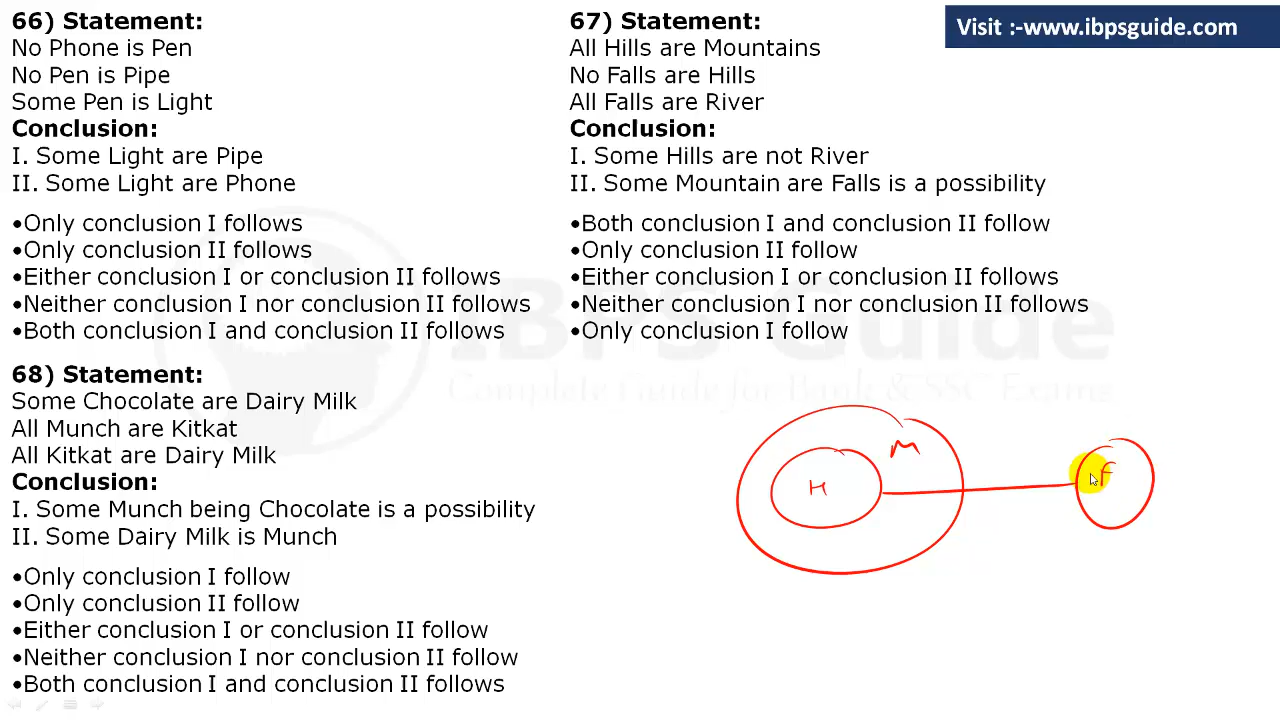 66) Statement:
No Phone is Pen
No Pen is Pipe
Some Pen is Light
Conclusion:
I. Some Light are Pipe
II. Some Light are Phone
•Only conclusion I follows
•Only conclusion II follows
•Either conclusion I or conclusion II follows
•Neither conclusion I nor conclusion II follows
•Both conclusion I and conclusion II follows
67) Statement:
All Hills are Mountains
No Falls are Hills
All Falls are River
Conclusion:
I. Some Hills are not River
II. Some Mountain are Falls is a possibility
•Both conclusion I and conclusion II follow
•Only conclusion II follow
•Either conclusion I or conclusion II follows
•Neither conclusion I nor conclusion II follows
•Only conclusion I follow
Visit :-www.ibpsguide.com
68) Statement:
Some Chocolate are Dairy Milk
All Munch are Kitkat
All Kitkat are Dairy Milk
Conclusion:
I. Some Munch being Chocolate is a possibility
II. Some Dairy Milk is Munch
•Only conclusion I follow
•Only conclusion II follow
•Either conclusion I or conclusion II follow
•Neither conclusion I nor conclusion II follow
•Both conclusion I and conclusion II follows
M
H
F
IBPS Guide
Complete Guide for Bank & SSC Exams